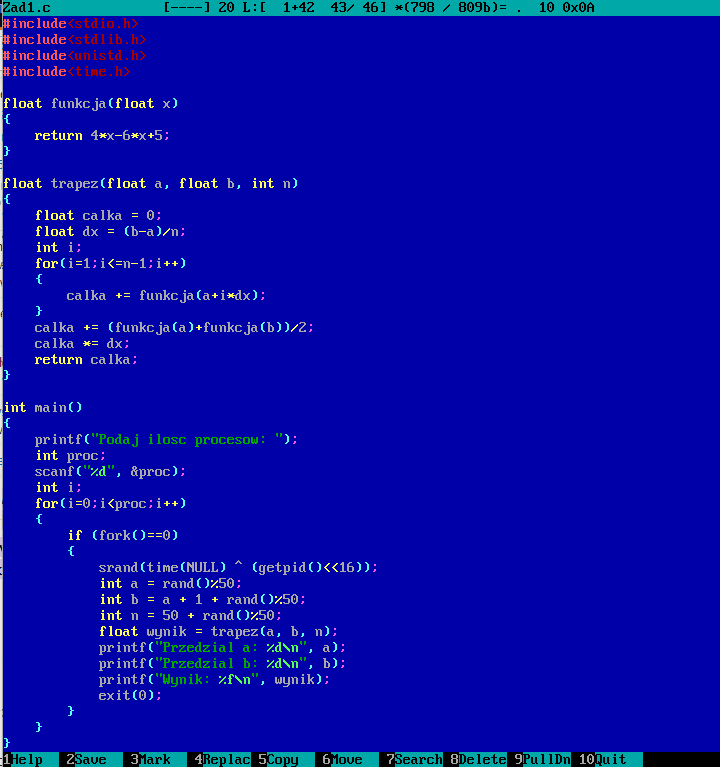 Zad1.c [----] 20 L:[ 1+42 43/ 46] *(798 / 809b)= . 10 0x0A
#include<stdio.h>
#include<stdlib.h>
#include<unistd.h>
#include<time.h>
float funkcja(float x)
{
return 4*x-6*x+5;
}
float trapez(float a, float b, int n)
{
float calka = 0;
float dx = (b-a)/n;
int i;
for(i=1;i<=n-1;i++)
{
calka += funkcja(a+i*dx);
}
calka += (funkcja(a)+funkcja(b))/2;
calka *= dx;
return calka;
}
int main()
{
printf("Podaj ilosc procesow: ");
int proc;
scanf("%d", &proc);
int i;
for(i=0;i<proc;i++)
{
if (fork()==0)
{
srand(time(NULL) ^ (getpid()<<16));
int a = rand()%50;
int b = a + 1 + rand()%50;
int n = 50 + rand()%50;
float wynik = trapez(a, b, n);
printf("Przedzial a: %d\n", a);
printf("Przedzial b: %d\n", b);
printf("Wynik: %f\n", wynik);
exit(0);
}
}
}
1Help 2Save 3Mark 4Replac 5Copy 6Move 7Search 8Delete 9PullDn 10Quit